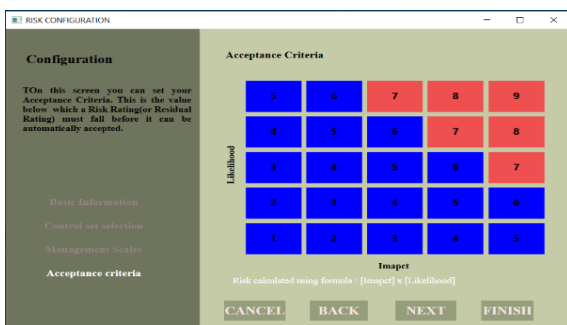 RISK CONFIGURATION
Configuration
TOn this screen you can set your
Acceptance Criteria. This is the value
below which a Risk Rating(or Residual
Rating) must fall before it can be
automatically accepted.
Basic Information
Control set selection
Management Scales
Acceptance criteria
Acceptance Criteria
5 6 7 8 9
4 5 6 7 8
3 4 5 6 7
2 3 4 5 6
1 2 3 4 5
Likelihood
Imapct
Risk calculated using formula : [Imapct] x [Likelihood]
CANCEL BACK NEXT FINISH